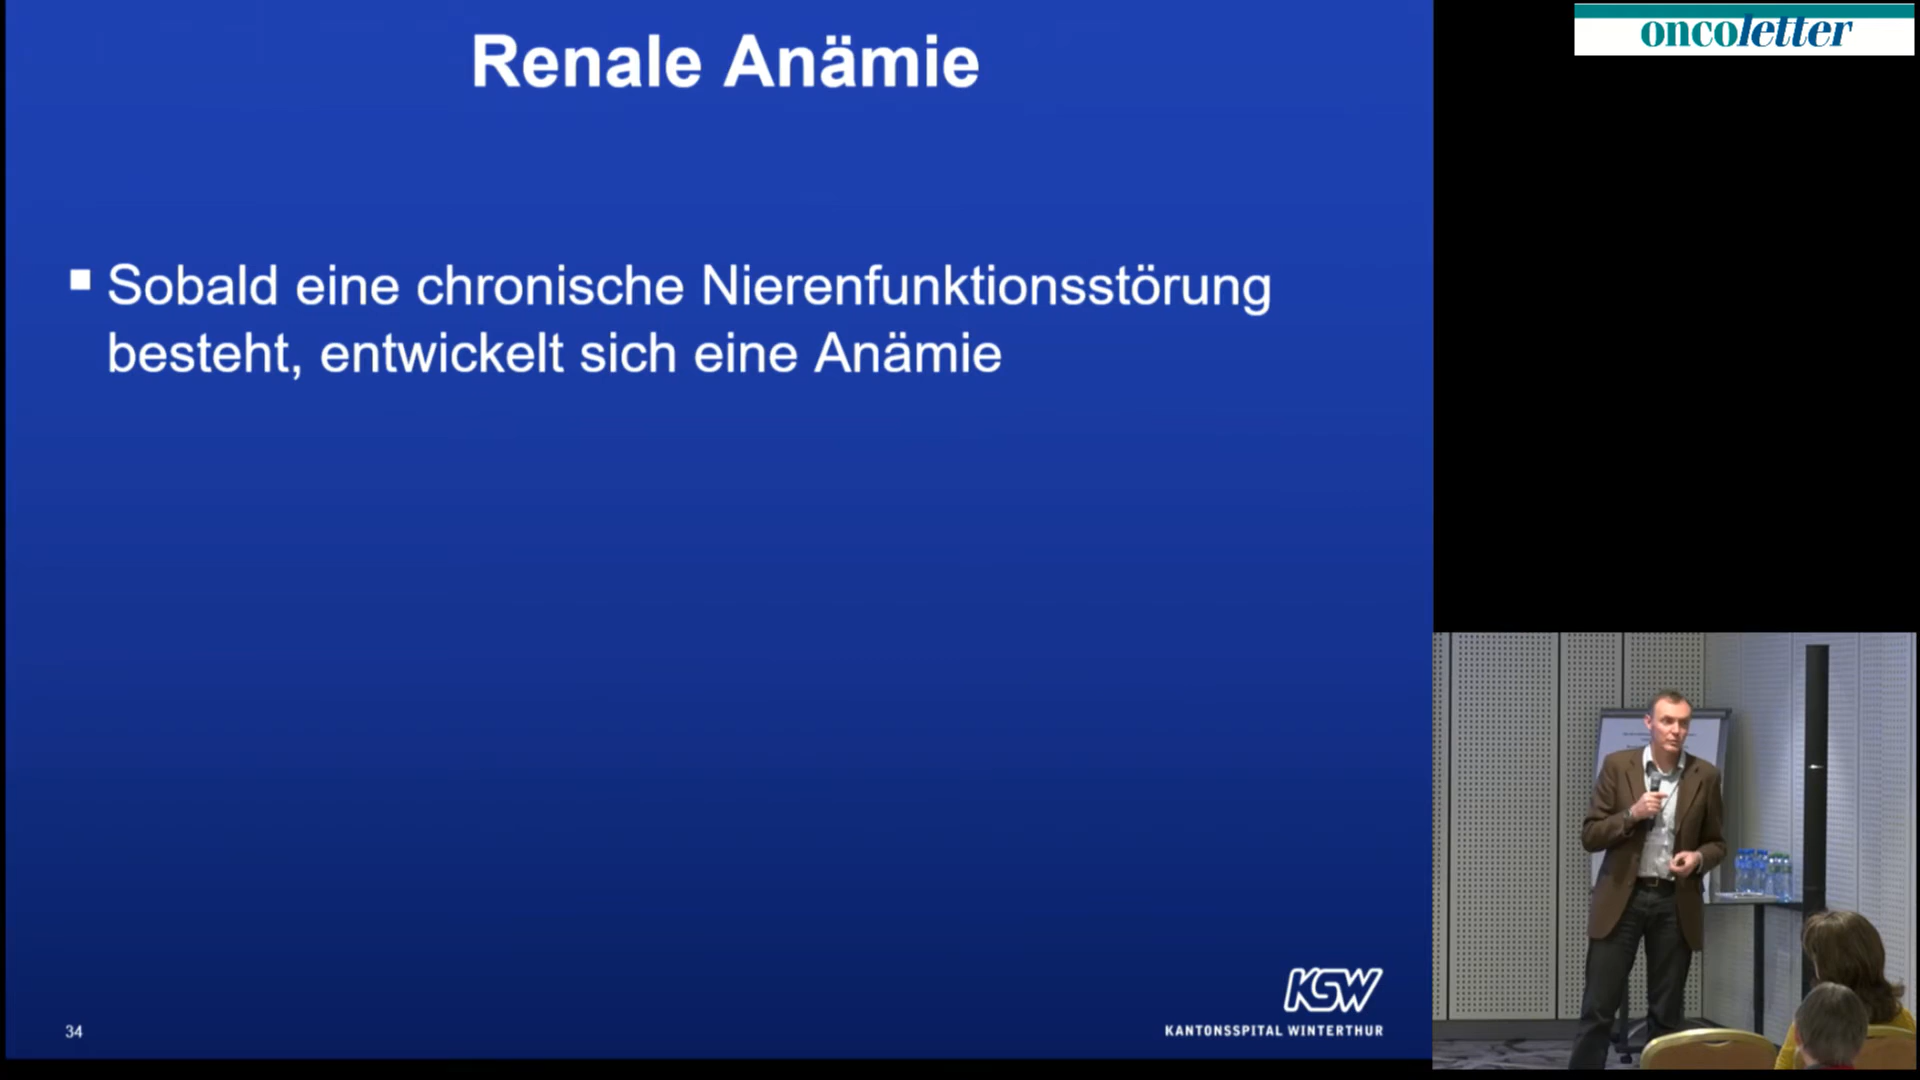 Renale Anämie
oncoletter
▪ Sobald eine chronische Nierenfunktionsstörung
besteht, entwickelt sich eine Anämie
KSW
KANTONSSPITAL WINTERTHUR
34